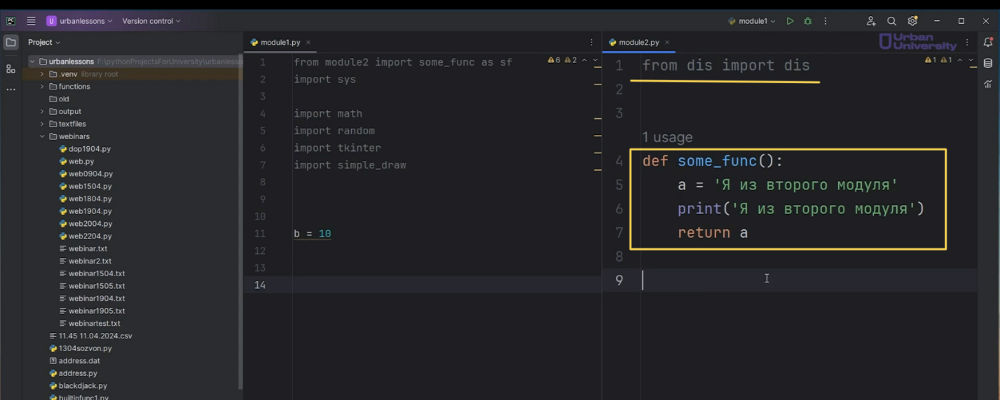 PC
U urbanlessons
Version control
module1
Project
module1.py
module2.py
Urban
University
urbanlessons F:\pythonProjectsForUniversity\urbanlesso
.venv library root
functions
old
output
textfiles
webinars
dop1904.py
web.py
web0904.py
web1504.py
web1804.py
web1904.py
web2004.py
web2204.py
webinar.txt
webinar2.txt
webinar1504.txt
webinar1505.txt
webinar1904.txt
webinar1905.txt
webinartest.txt
11.45 11.04.2024.csv
1304sozvon.py
address.dat
address.py
blackdjack.py
builtinfunc1.py
6 2
1 from module2 import some_func as sf
2 import sys
3
4 import math
5 import random
6 import tkinter
7 import simple_draw
8
9
10
11 b = 10
12
13
14
1 1
1 from dis import dis
2
3
1 usage
4 def some_func():
5 a = 'Я из второго модуля'
6 print('Я из второго модуля')
7 return a
8
9